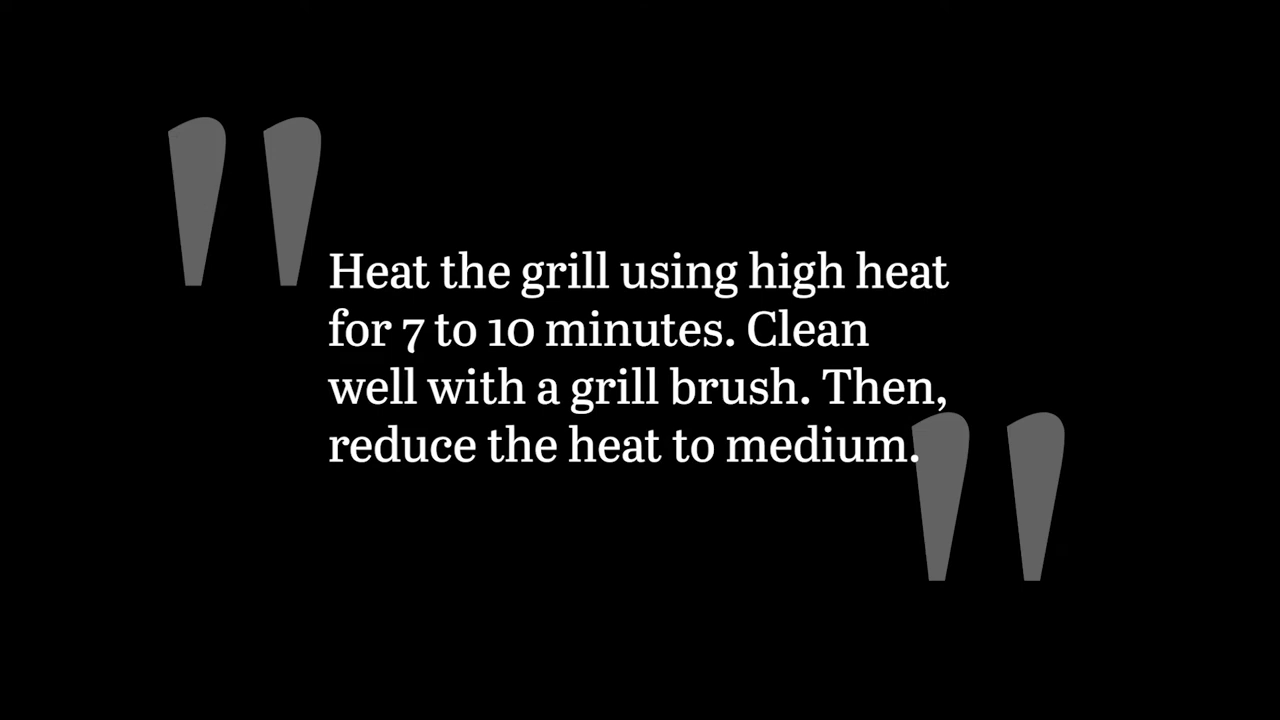 "Heat the grill using high heat
for 7 to 10 minutes. Clean
well with a grill brush. Then,
reduce the heat to medium."